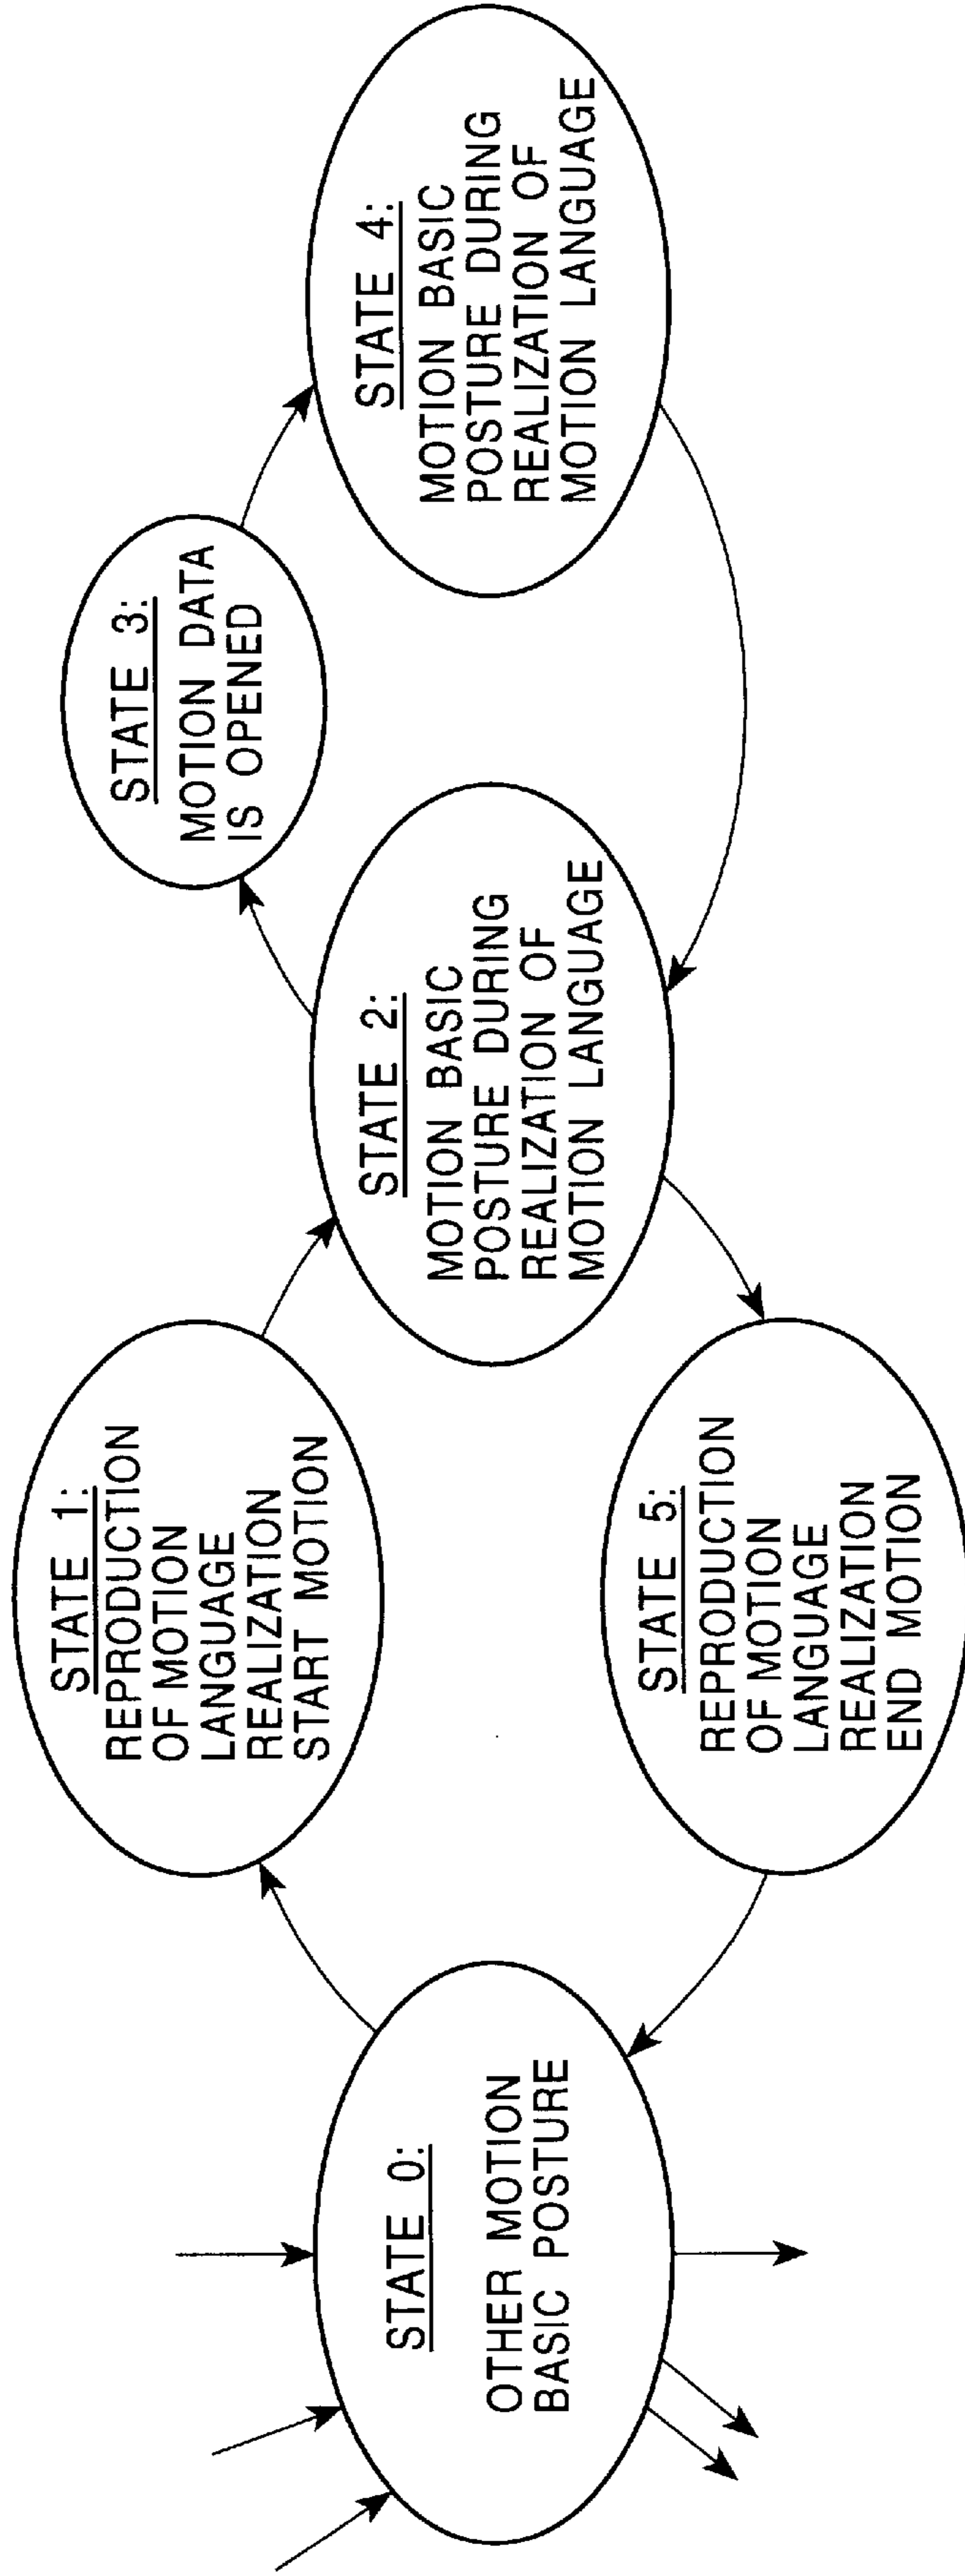 STATE 0:
OTHER MOTION
BASIC POSTURE
STATE 1:
REPRODUCTION
OF MOTION
LANGUAGE
REALIZATION
START MOTION
STATE 2:
MOTION BASIC
POSTURE DURING
REALIZATION OF
MOTION LANGUAGE
STATE 3:
MOTION DATA
IS OPENED
STATE 4:
MOTION BASIC
POSTURE DURING
REALIZATION OF
MOTION LANGUAGE
STATE 5:
REPRODUCTION
OF MOTION
LANGUAGE
REALIZATION
END MOTION